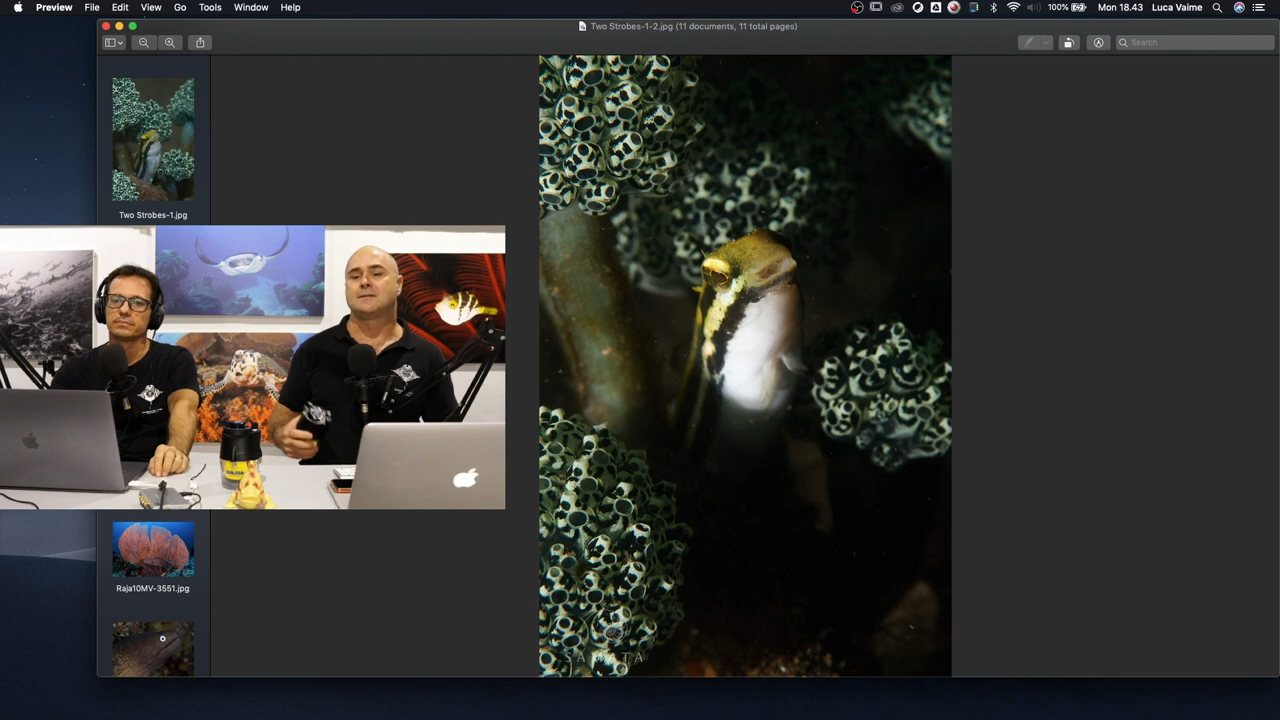 Preview File Edit View Go Tools Window Help 100% Mon 18.43 Luca Vaime
Two Strobes-1-2.jpg (11 documents, 11 total pages)
Search
Two Strobes-1.jpg
Raja10MV-3551.jpg